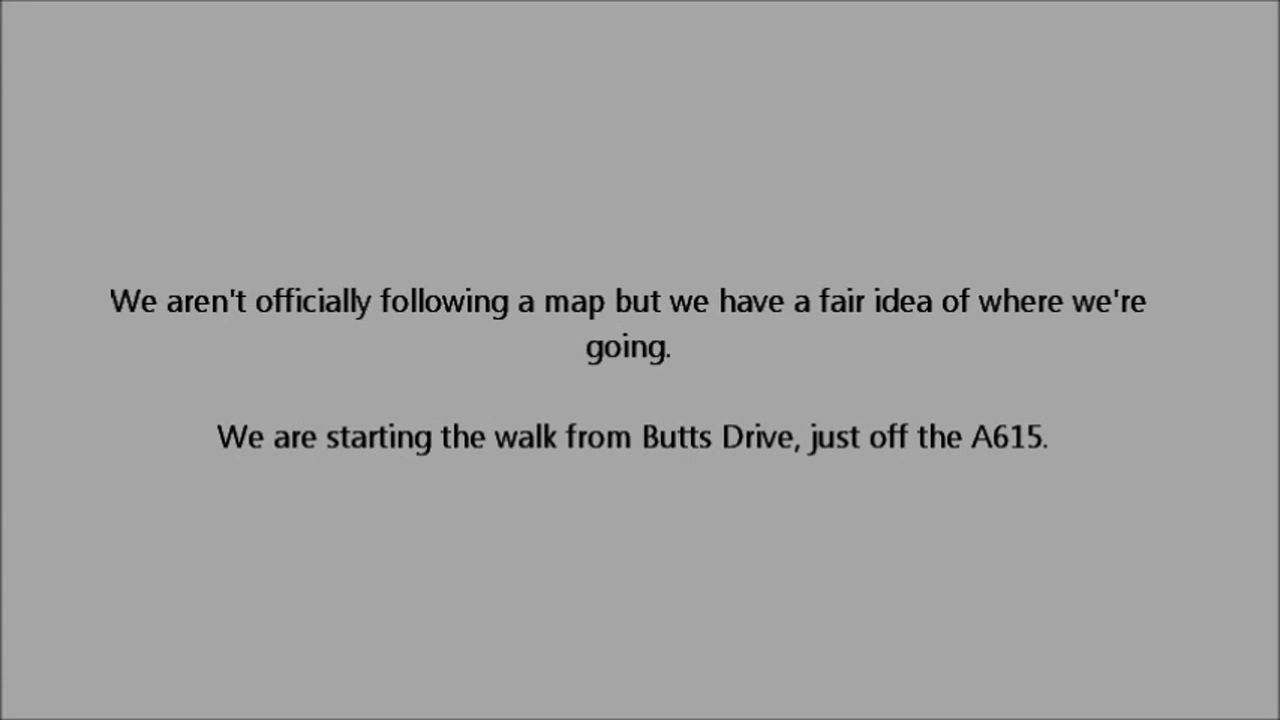 We aren't officially following a map but we have a fair idea of where we're
going.
We are starting the walk from Butts Drive, just off the A615.